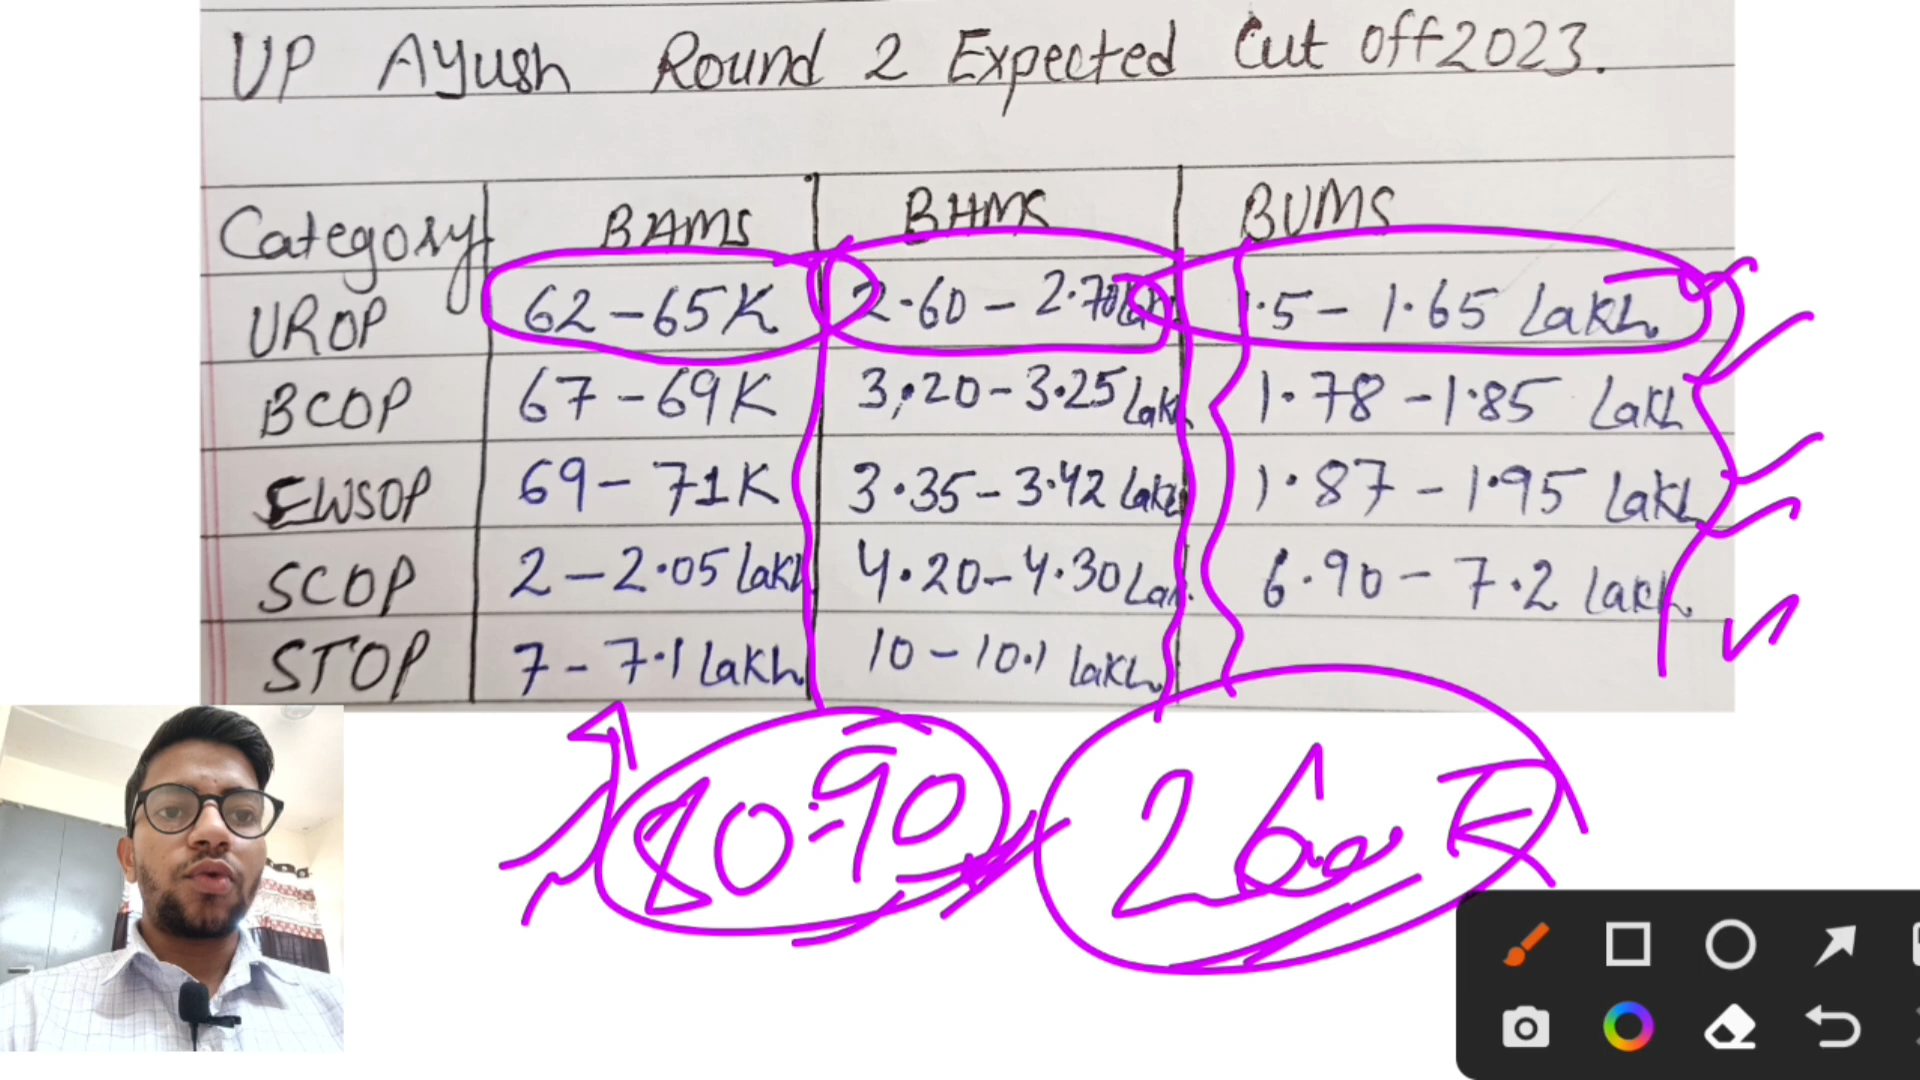 UP Ayush Round 2 Expected Cut off 2023.
Category BAMS BHMS BUMS
UROP 62-65K 2.60-2.70 Lakh .5-1.65 Lakh
BCOP 67-69K 3.20-3.25 Lakh 1.78-1.85 Lakh
EWSOP 69-71K 3.35-3.42 Lakh 1.87-1.95 Lakh
SCOP 2-2.05 Lakh 4.20-4.30 Lak 6.90-7.2 Lakh
STOP 7-7.1 Lakh 10-10.1 Lakh
80-90